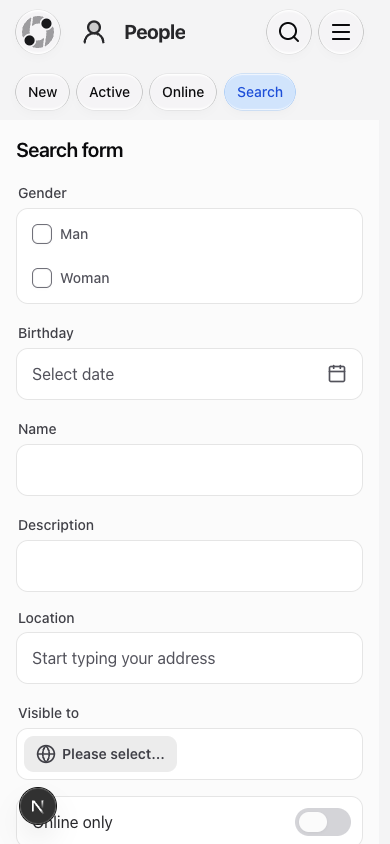 People
New Active Online Search
Search form
Gender
Man
Woman
Birthday
Select date
Name
Description
Location
Start typing your address
Visible to
Please select...
N
Online only